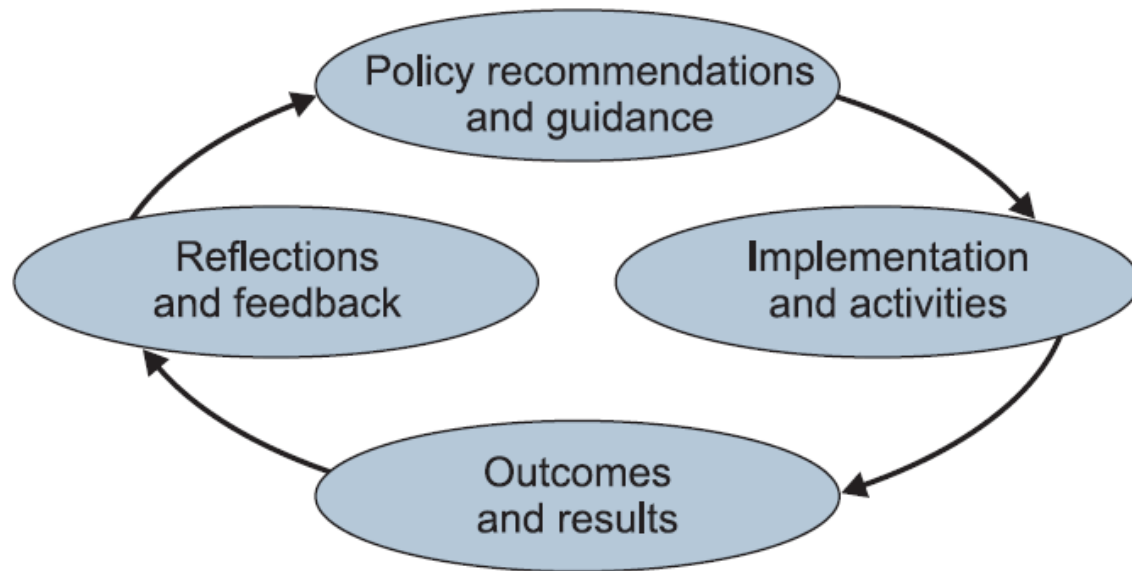 Policy recommendations
and guidance
Reflections
and feedback
Implementation
and activities
Outcomes
and results